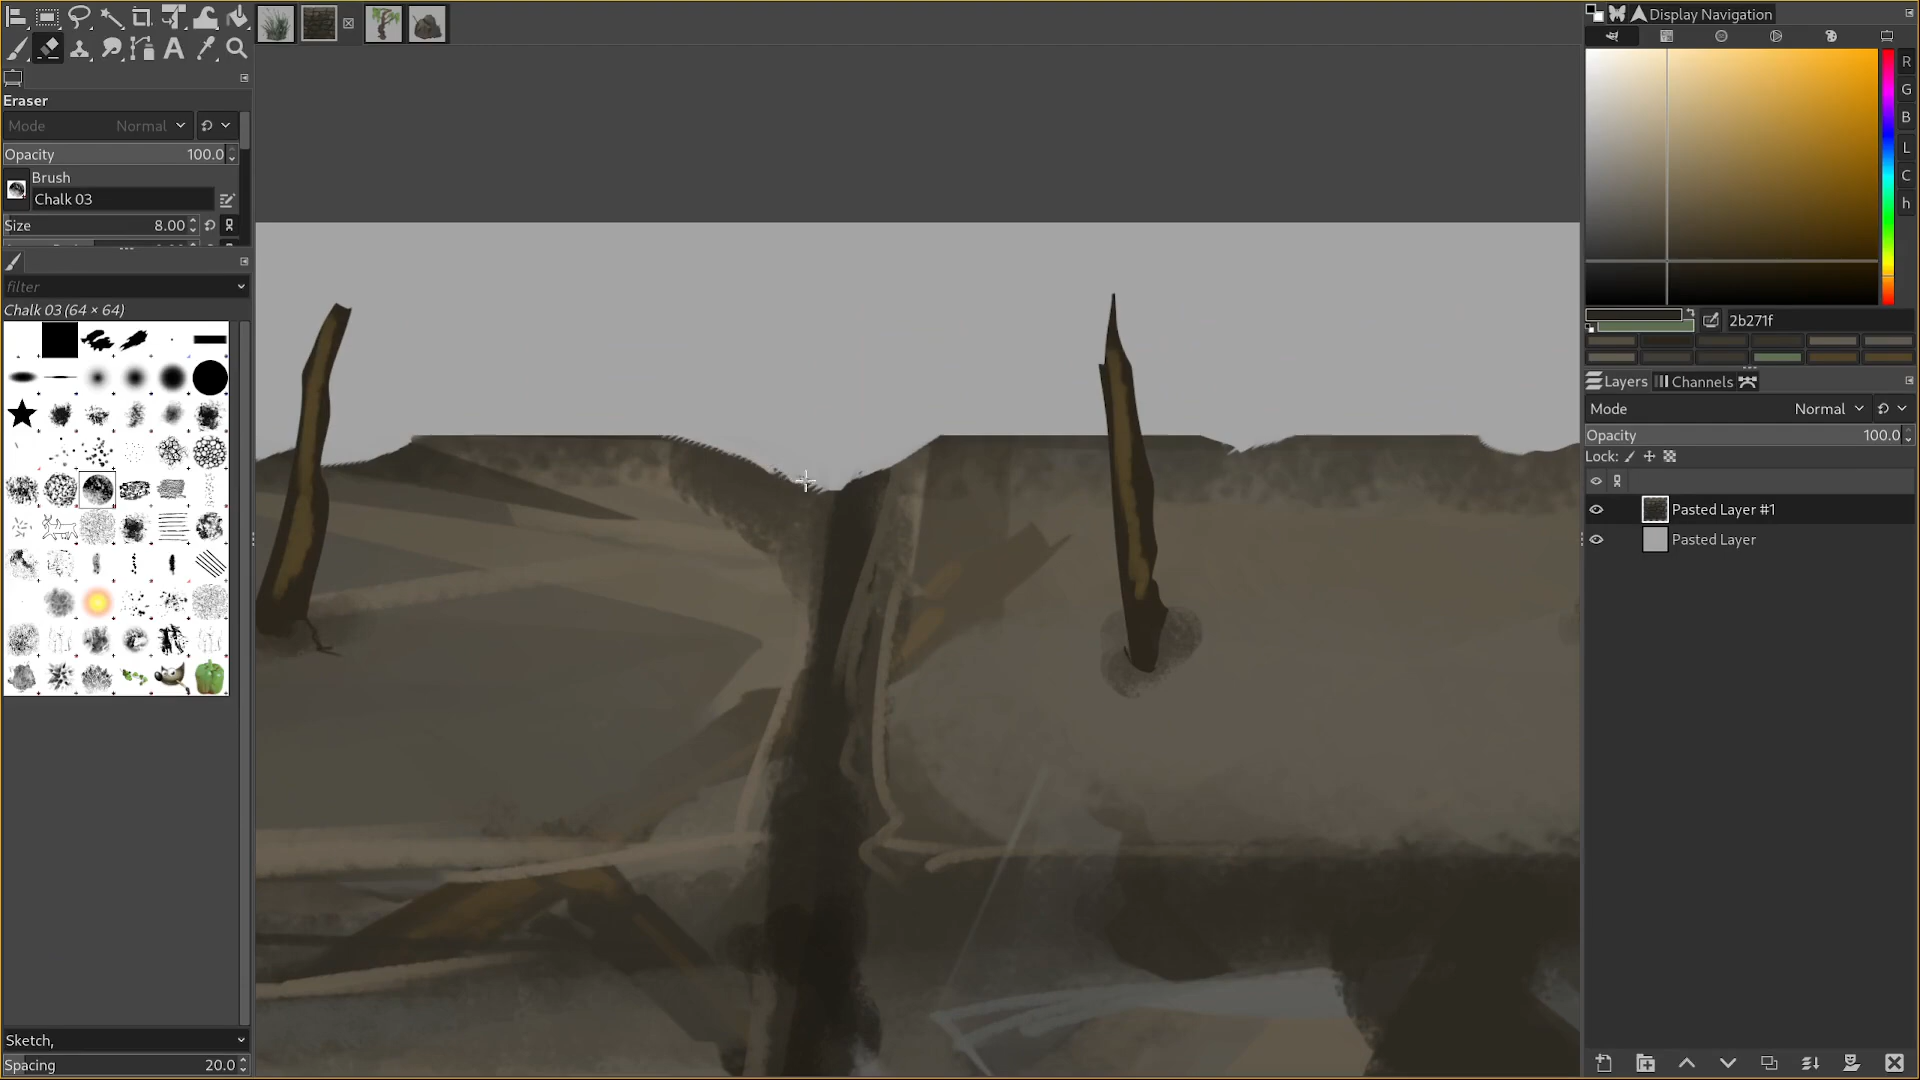 Display Navigation
R
G
B
L
C
h
Eraser
Mode Normal
Opacity 100.0
Brush
Chalk 03
Size 8.00
filter
Chalk 03 (64 × 64)
2b271f
Layers Channels
Mode Normal
Opacity 100.0
Lock:
Pasted Layer #1
Pasted Layer
Sketch,
Spacing 20.0